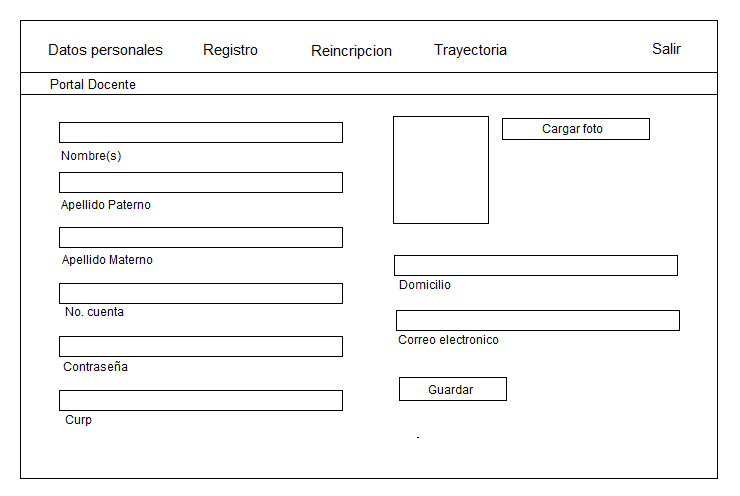 Datos personales Registro Reincripcion Trayectoria Salir
Portal Docente
Cargar foto
Nombre(s)
Apellido Paterno
Apellido Materno
Domicilio
No. cuenta
Correo electronico
Contraseña
Guardar
Curp